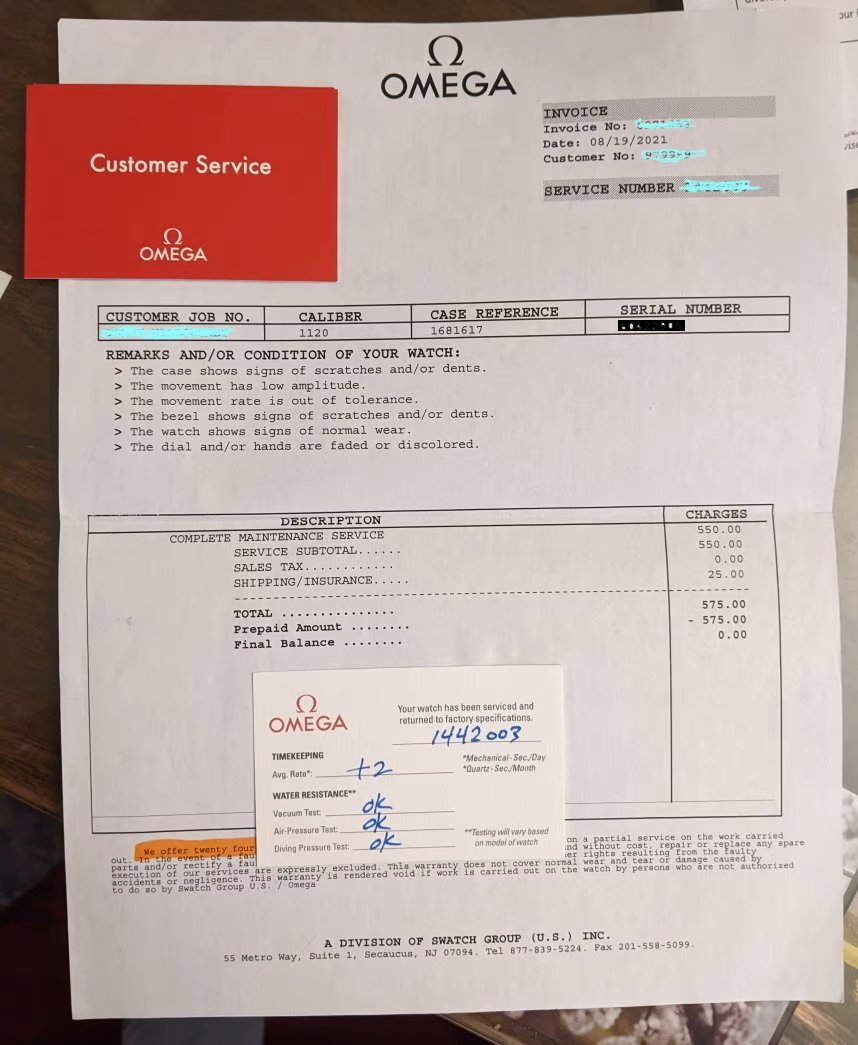 Ω
OMEGA
INVOICE
Invoice No:
Date: 08/19/2021
Customer No:
SERVICE NUMBER
Customer Service
Ω
OMEGA
CUSTOMER JOB NO. CALIBER CASE REFERENCE SERIAL NUMBER
1120 1681617
REMARKS AND/OR CONDITION OF YOUR WATCH:
> The case shows signs of scratches and/or dents.
> The movement has low amplitude.
> The movement rate is out of tolerance.
> The bezel shows signs of scratches and/or dents.
> The watch shows signs of normal wear.
> The dial and/or hands are faded or discolored.
DESCRIPTION CHARGES
COMPLETE MAINTENANCE SERVICE 550.00
SERVICE SUBTOTAL...... 550.00
SALES TAX............ 0.00
SHIPPING/INSURANCE..... 25.00
TOTAL ............... 575.00
Prepaid Amount ........ - 575.00
Final Balance ........ 0.00
Ω
OMEGA
Your watch has been serviced and
returned to factory specifications.
1442003
TIMEKEEPING
Avg. Rate*: +2
*Mechanical - Sec./Day
*Quartz - Sec./Month
WATER RESISTANCE**
Vacuum Test: ok
Air-Pressure Test: ok
Diving Pressure Test: ok
**Testing will vary based
on model of watch
We offer twenty four on a partial service on the work carried
out. In the event of a fau nd without cost, repair or replace any spare
parts and/or rectify a fau er rights resulting from the faulty
execution of our services are expressly excluded. This warranty does not cover normal wear and tear or damage caused by
accidents or negligence. This warranty is rendered void if work is carried out on the watch by persons who are not authorized
to do so by Swatch Group U.S. / Omega
A DIVISION OF SWATCH GROUP (U.S.) INC.
55 Metro Way, Suite 1, Secaucus, NJ 07094. Tel 877-839-5224. Fax 201-558-5099.